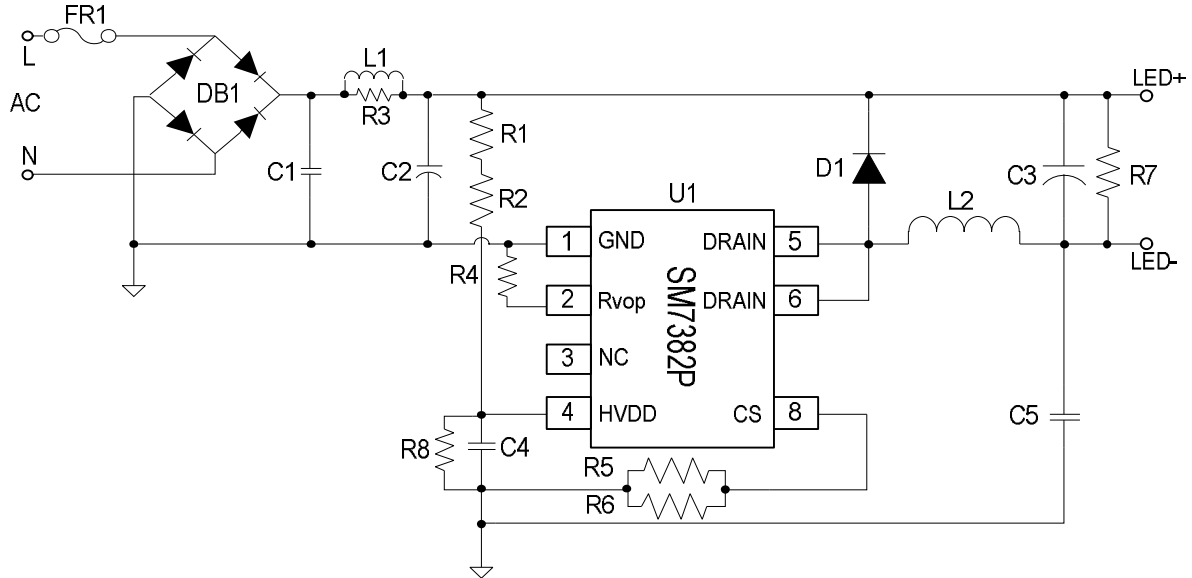 FR1
L
AC
N
DB1
L1
R3
C1
C2
R1
R2
R4
U1
SM7382P
1
GND
2
Rvop
3
NC
4
HVDD
DRAIN
5
DRAIN
6
CS
8
D1
L2
C3
R7
LED+
LED-
R8
C4
R5
R6
C5